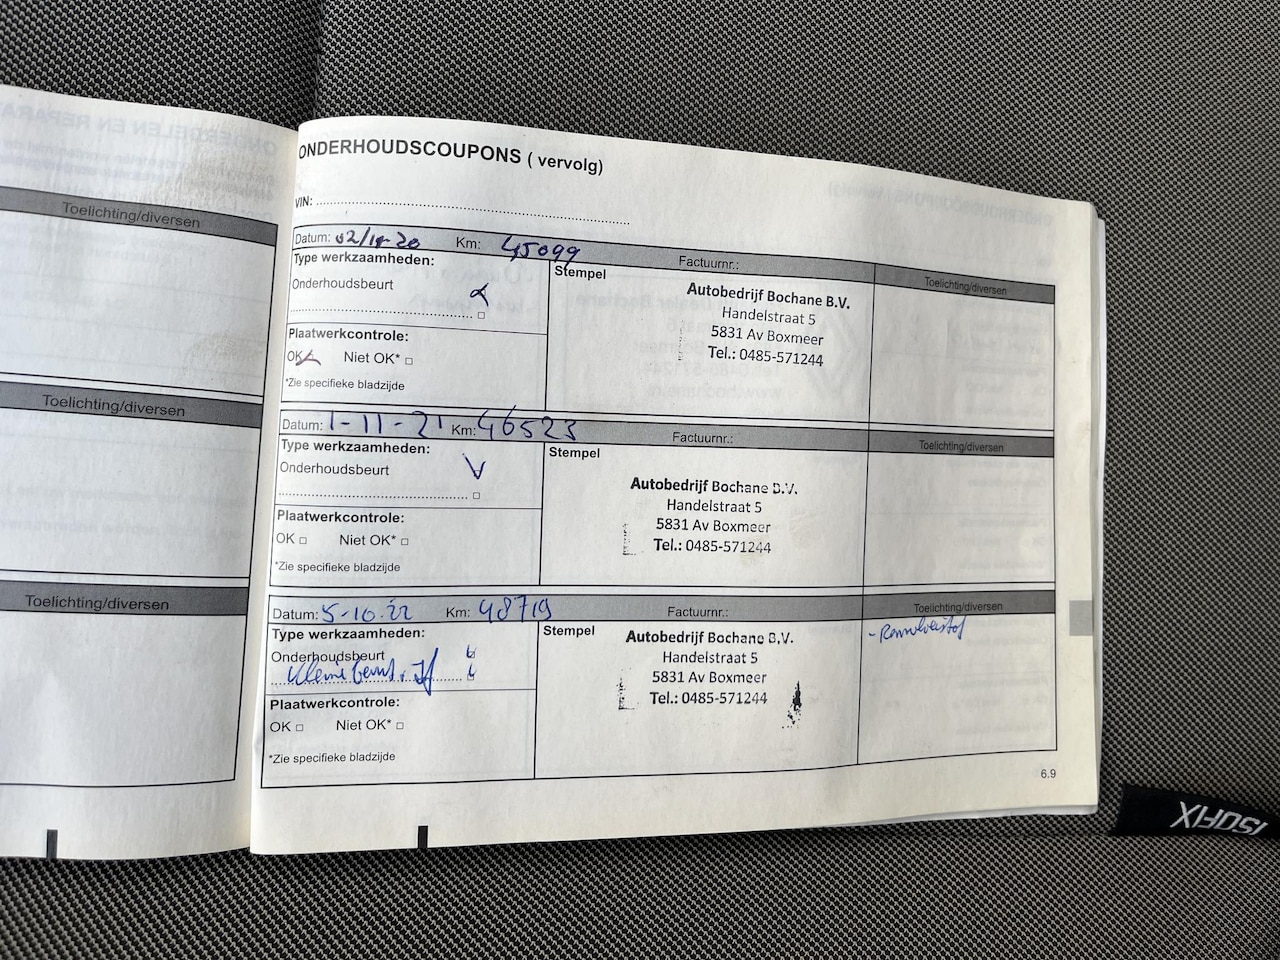 Toelichting/diversen
Toelichting/diversen
Toelichting/diversen
ONDERHOUDSCOUPONS ( vervolg)
VIN:
Datum: Km: 45099 Factuurnr.: Toelichting/diversen
Type werkzaamheden:
Onderhoudsbeurt
Plaatwerkcontrole:
OK Niet OK*
*Zie specifieke bladzijde
Stempel
Autobedrijf Bochane B.V.
Handelstraat 5
5831 Av Boxmeer
Tel.: 0485-571244
Datum: 1-11-21 Km: 46523 Factuurnr.: Toelichting/diversen
Type werkzaamheden:
Onderhoudsbeurt
Plaatwerkcontrole:
OK Niet OK*
*Zie specifieke bladzijde
Stempel
Autobedrijf Bochane B.V.
Handelstraat 5
5831 Av Boxmeer
Tel.: 0485-571244
Datum: 5-10-22 Km: 48719 Factuurnr.: Toelichting/diversen
Type werkzaamheden:
Onderhoudsbeurt
Kleine beurt
Plaatwerkcontrole:
OK Niet OK*
*Zie specifieke bladzijde
Stempel
Autobedrijf Bochane B.V.
Handelstraat 5
5831 Av Boxmeer
Tel.: 0485-571244
- Remvloeistof
6.9
ISOFIX